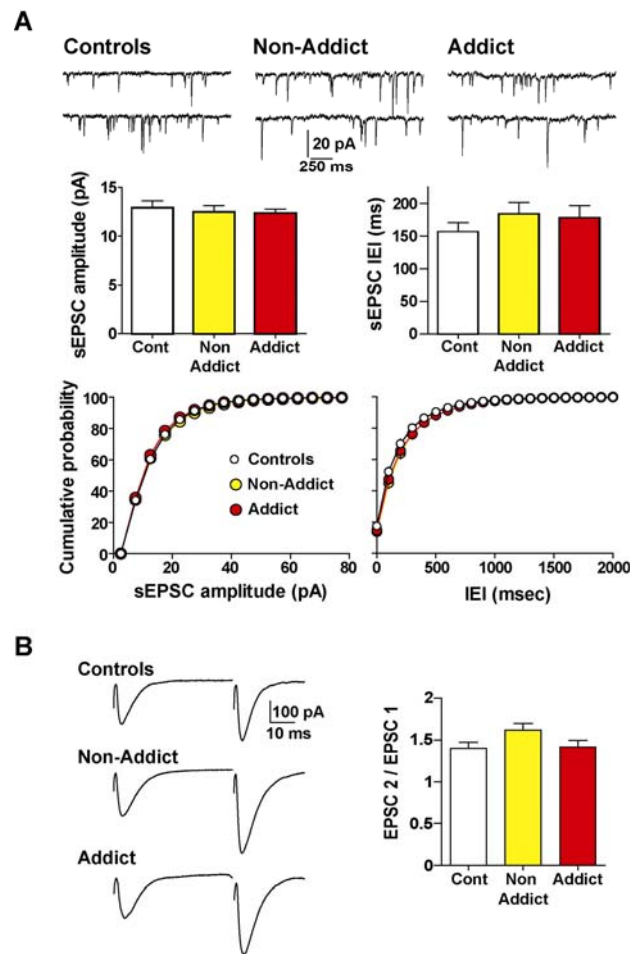 A
Controls Non-Addict Addict
20 pA
250 ms
sEPSC amplitude (pA)
15
10
5
0
Cont Non Addict Addict
sEPSC IEI (ms)
200
150
100
50
0
Cont Non Addict Addict
Cumulative probability
100
80
60
40
20
0
Controls
Non-Addict
Addict
0 20 40 60 80
sEPSC amplitude (pA)
0 500 1000 1500 2000
IEI (msec)
B
Controls
100 pA
10 ms
Non-Addict
Addict
EPSC 2 / EPSC 1
2
1.5
1
0.5
0
Cont Non Addict Addict